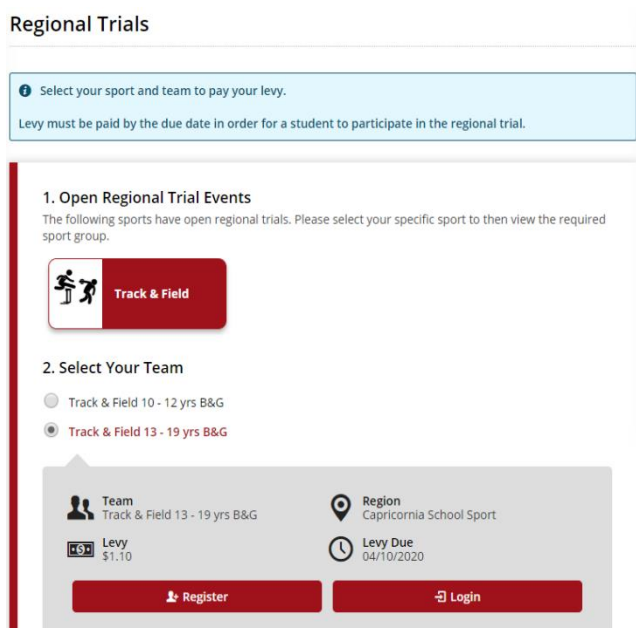 Regional Trials
Select your sport and team to pay your levy.
Levy must be paid by the due date in order for a student to participate in the regional trial.
1. Open Regional Trial Events
The following sports have open regional trials. Please select your specific sport to then view the required
sport group.
Track & Field
2. Select Your Team
Track & Field 10 - 12 yrs B&G
Track & Field 13 - 19 yrs B&G
Team
Track & Field 13 - 19 yrs B&G
Region
Capricornia School Sport
Levy
$1.10
Levy Due
04/10/2020
Register
Login